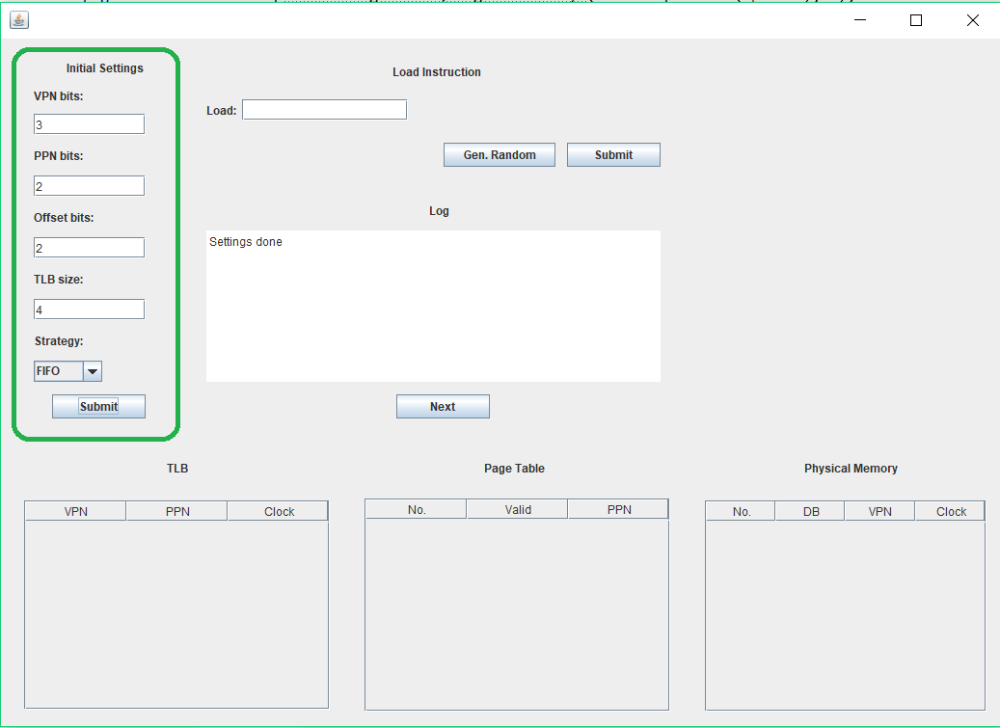 Initial Settings
VPN bits:
3
PPN bits:
2
Offset bits:
2
TLB size:
4
Strategy:
FIFO
Submit
Load Instruction
Load:
Gen. Random
Submit
Log
Settings done
Next
TLB
VPN PPN Clock
Page Table
No. Valid PPN
Physical Memory
No. DB VPN Clock